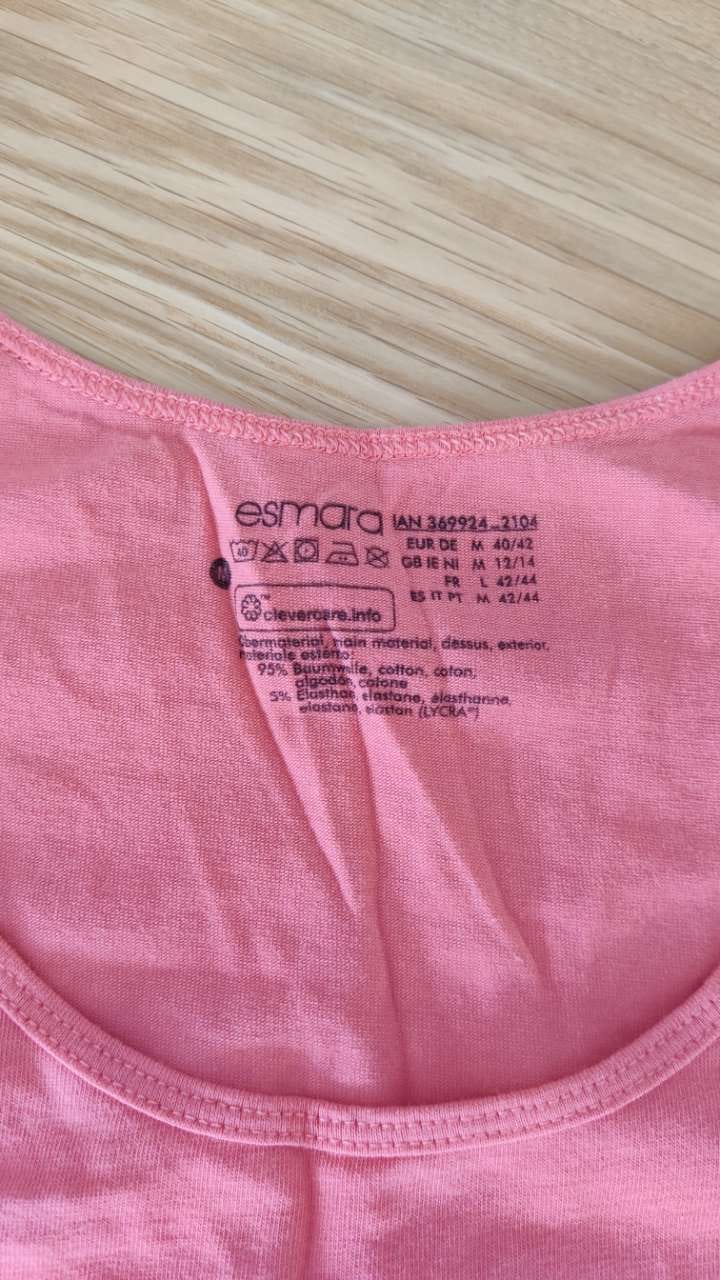 esmara IAN 369924_2104
40
EUR DE M 40/42
GB IE NI M 12/14
FR L 42/44
ES IT PT M 42/44
M
™ clevercare.info
Obermaterial, main material, dessus, exterior,
materiale esterno:
95% Baumwolle, cotton, coton,
algodón, cotone
5% Elasthan, elastane, élasthanne,
elastano, elastan (LYCRA®)